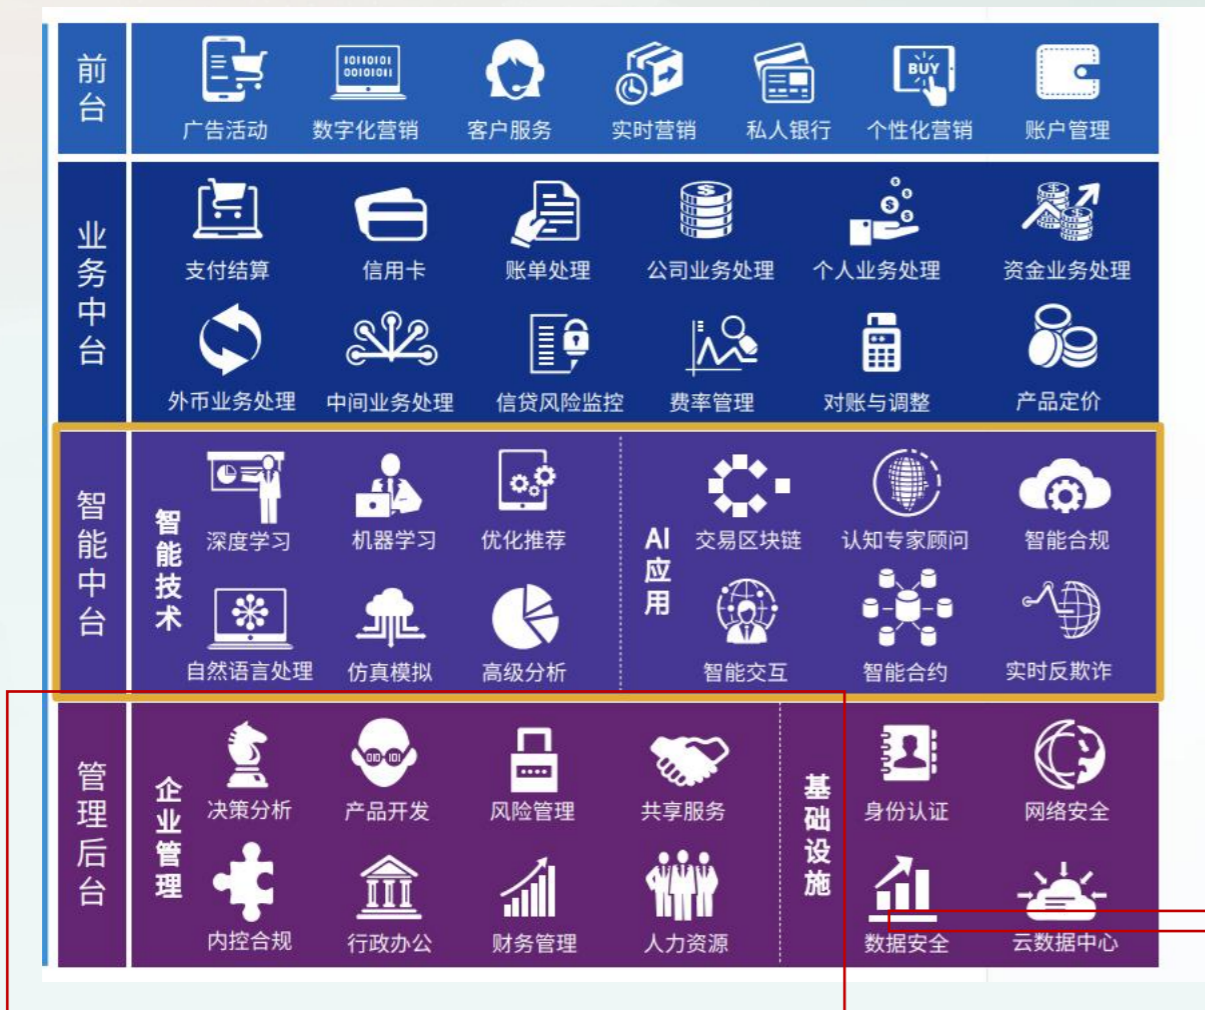 前台
10110101
00101011
BUY
广告活动 数字化营销 客户服务 实时营销 私人银行 个性化营销 账户管理
业务中台
支付结算 信用卡 账单处理 公司业务处理 个人业务处理 资金业务处理
外币业务处理 中间业务处理 信贷风险监控 费率管理 对账与调整 产品定价
智能中台
智能技术
深度学习 机器学习 优化推荐
自然语言处理 仿真模拟 高级分析
AI应用
交易区块链 认知专家顾问 智能合规
智能交互 智能合约 实时反欺诈
管理后台
企业管理
010 101
决策分析 产品开发 风险管理 共享服务
内控合规 行政办公 财务管理 人力资源
基础设施
身份认证 网络安全
数据安全 云数据中心